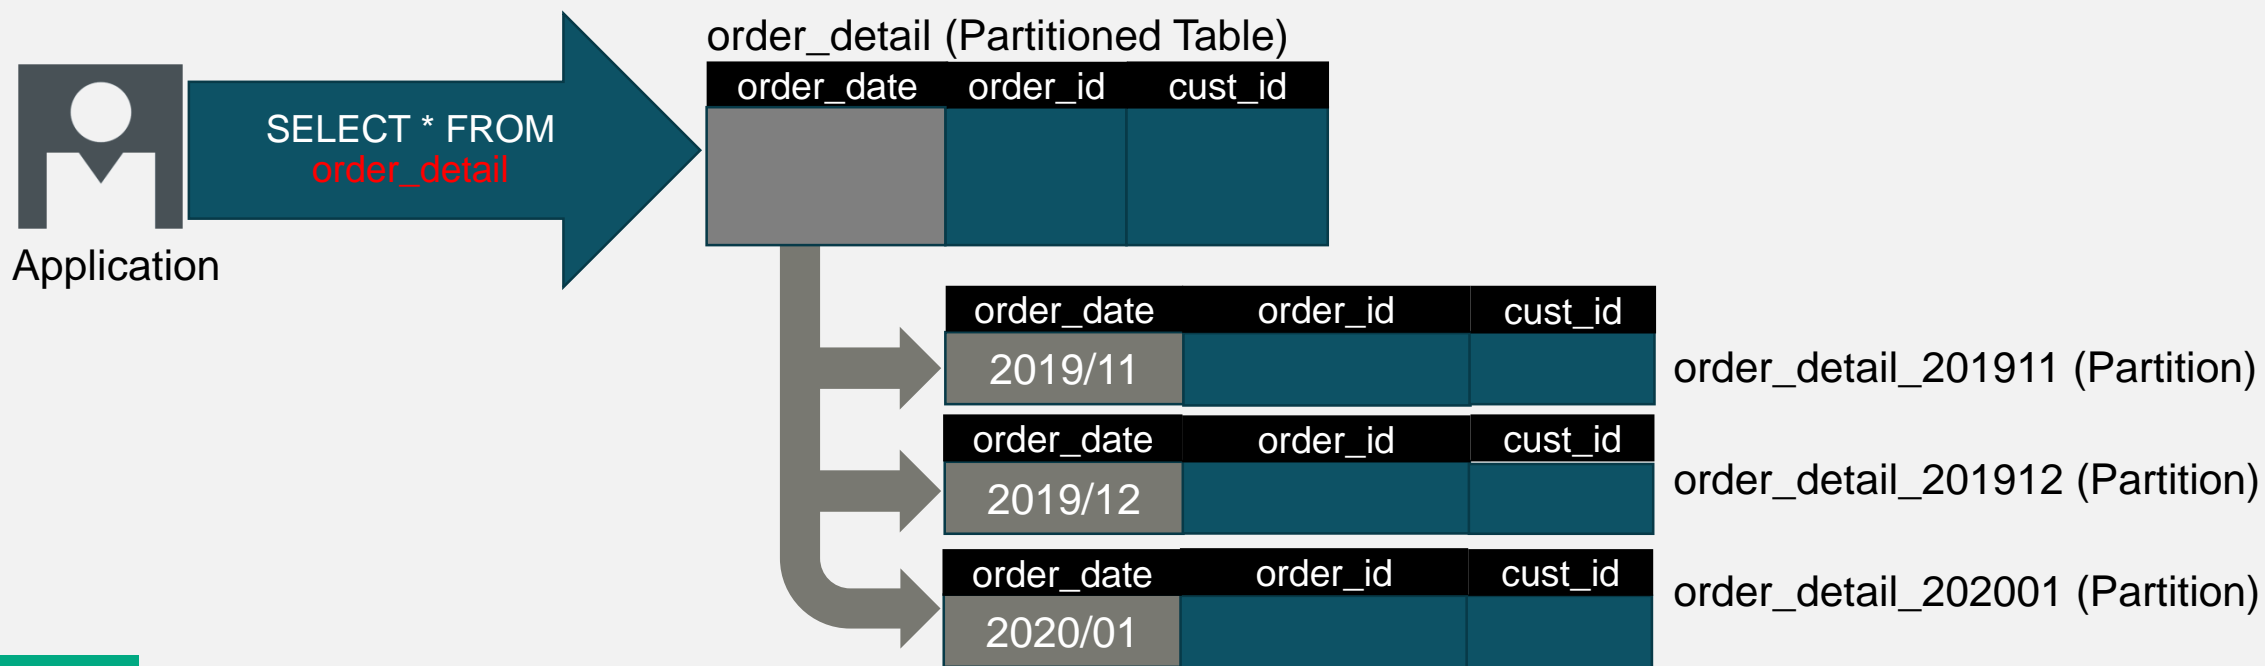 order_detail (Partitioned Table)
order_date order_id cust_id
SELECT * FROM
order_detail
Application
order_date order_id cust_id
2019/11
order_detail_201911 (Partition)
order_date order_id cust_id
2019/12
order_detail_201912 (Partition)
order_date order_id cust_id
2020/01
order_detail_202001 (Partition)